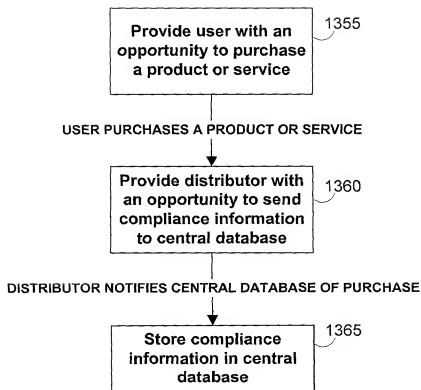 Provide user with an
opportunity to purchase
a product or service
1355
USER PURCHASES A PRODUCT OR SERVICE
Provide distributor with
an opportunity to send
compliance information
to central database
1360
DISTRIBUTOR NOTIFIES CENTRAL DATABASE OF PURCHASE
Store compliance
information in central
database
1365